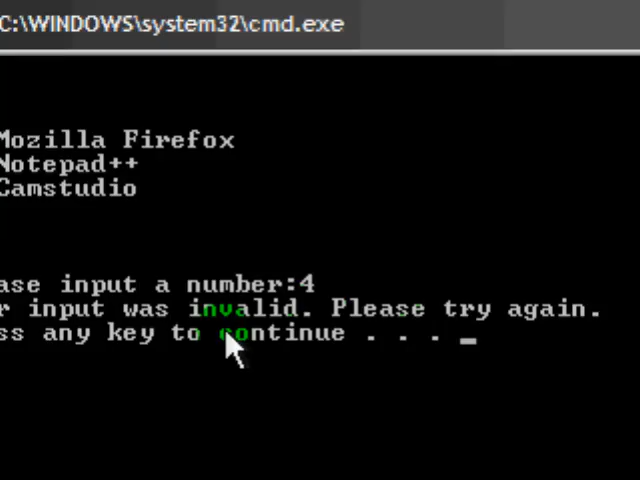 C:\WINDOWS\system32\cmd.exe
Mozilla Firefox
Notepad++
Camstudio
ase input a number:4
r input was invalid. Please try again.
ss any key to continue . . . _